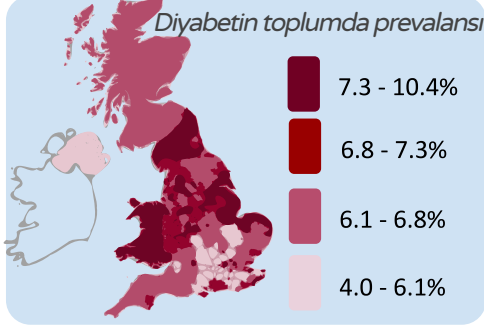 Diyabetin toplumda prevalansı
7.3 - 10.4%
6.8 - 7.3%
6.1 - 6.8%
4.0 - 6.1%